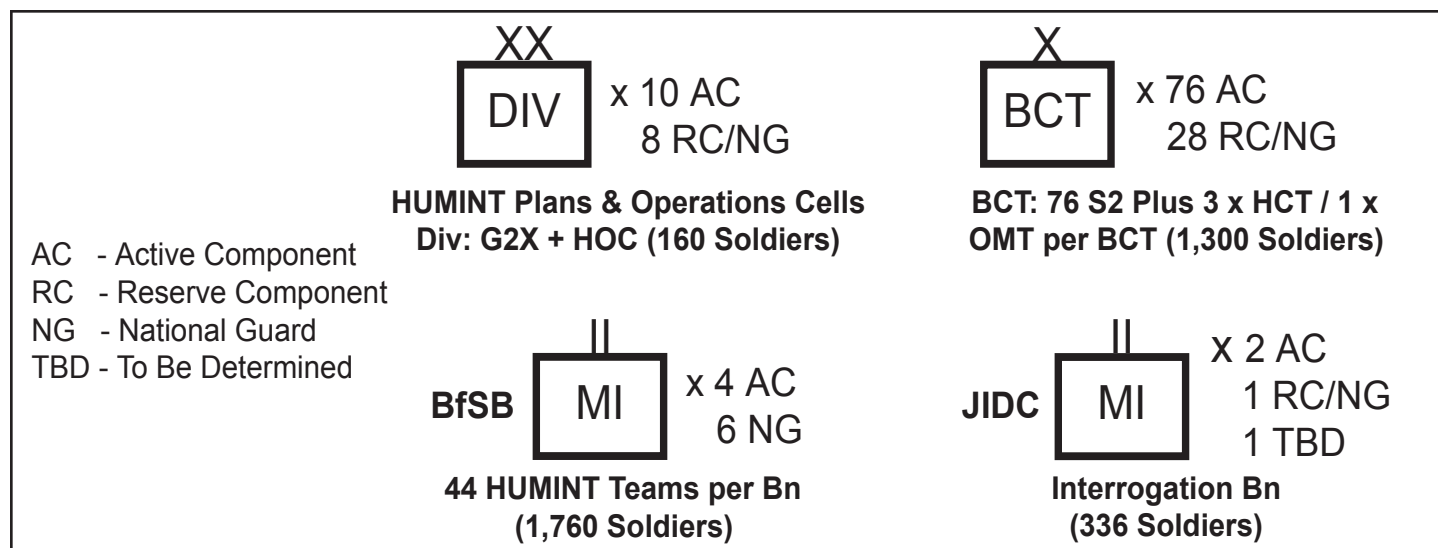 XX
DIV
x 10 AC
8 RC/NG
HUMINT Plans & Operations Cells
Div: G2X + HOC (160 Soldiers)
X
BCT
x 76 AC
28 RC/NG
BCT: 76 S2 Plus 3 x HCT / 1 x
OMT per BCT (1,300 Soldiers)
AC - Active Component
RC - Reserve Component
NG - National Guard
TBD - To Be Determined
II
BfSB
MI
x 4 AC
6 NG
44 HUMINT Teams per Bn
(1,760 Soldiers)
II
JIDC
MI
x 2 AC
1 RC/NG
1 TBD
Interrogation Bn
(336 Soldiers)